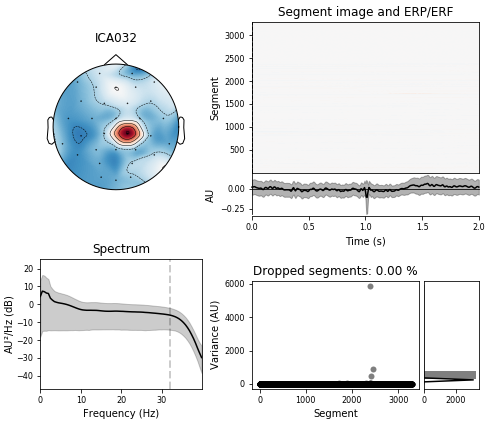 ICA032
Segment image and ERP/ERF
Segment
3000
2500
2000
1500
1000
500
AU
0.00
−0.25
0.0 0.5 1.0 1.5 2.0
Time (s)
Spectrum
AU²/Hz (dB)
20
10
0
−10
−20
−30
−40
0 10 20 30
Frequency (Hz)
Dropped segments: 0.00 %
Variance (AU)
6000
4000
2000
0
0 1000 2000 3000
Segment
0 2000